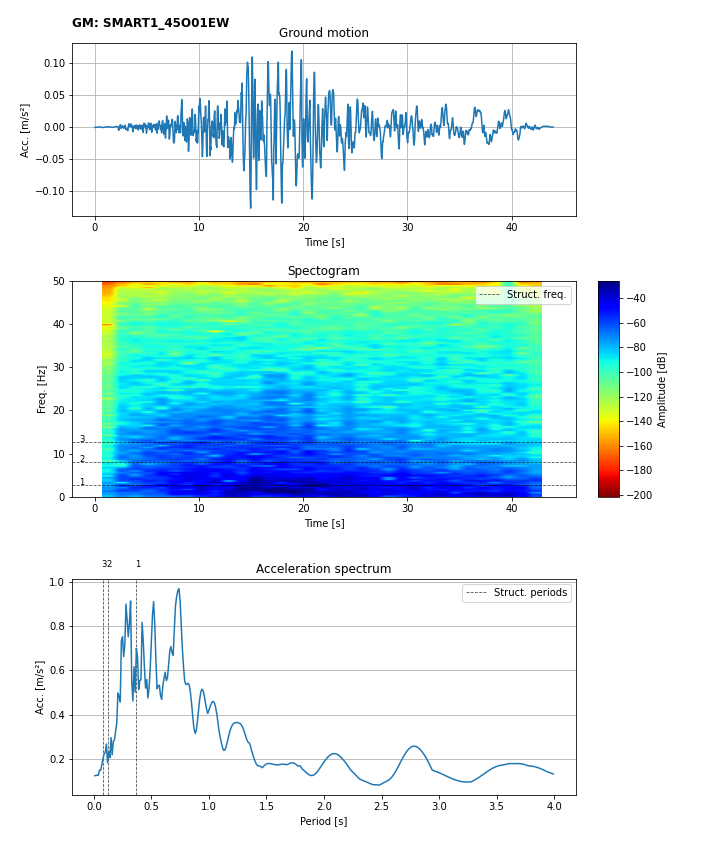 GM: SMART1_45O01EW
Ground motion
Acc. [m/s²]
0.10
0.05
0.00
−0.05
−0.10
0 10 20 30 40
Time [s]
Spectogram
Freq. [Hz]
50
40
30
20
10
0
Struct. freq.
3
2
1
0 10 20 30 40
Time [s]
Amplitude [dB]
−40
−60
−80
−100
−120
−140
−160
−180
−200
32 1
Acceleration spectrum
Acc. [m/s²]
1.0
0.8
0.6
0.4
0.2
Struct. periods
0.0 0.5 1.0 1.5 2.0 2.5 3.0 3.5 4.0
Period [s]